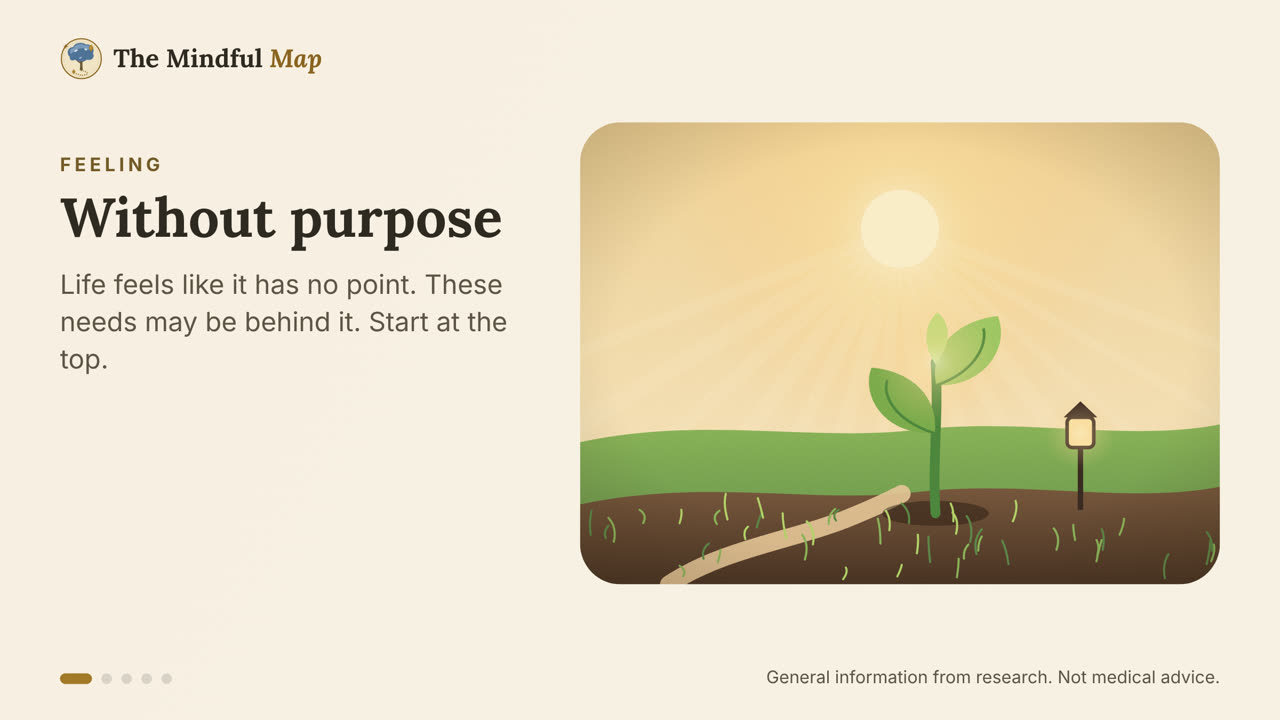 The Mindful Map
FEELING
Without purpose
Life feels like it has no point. These
needs may be behind it. Start at the
top.
General information from research. Not medical advice.